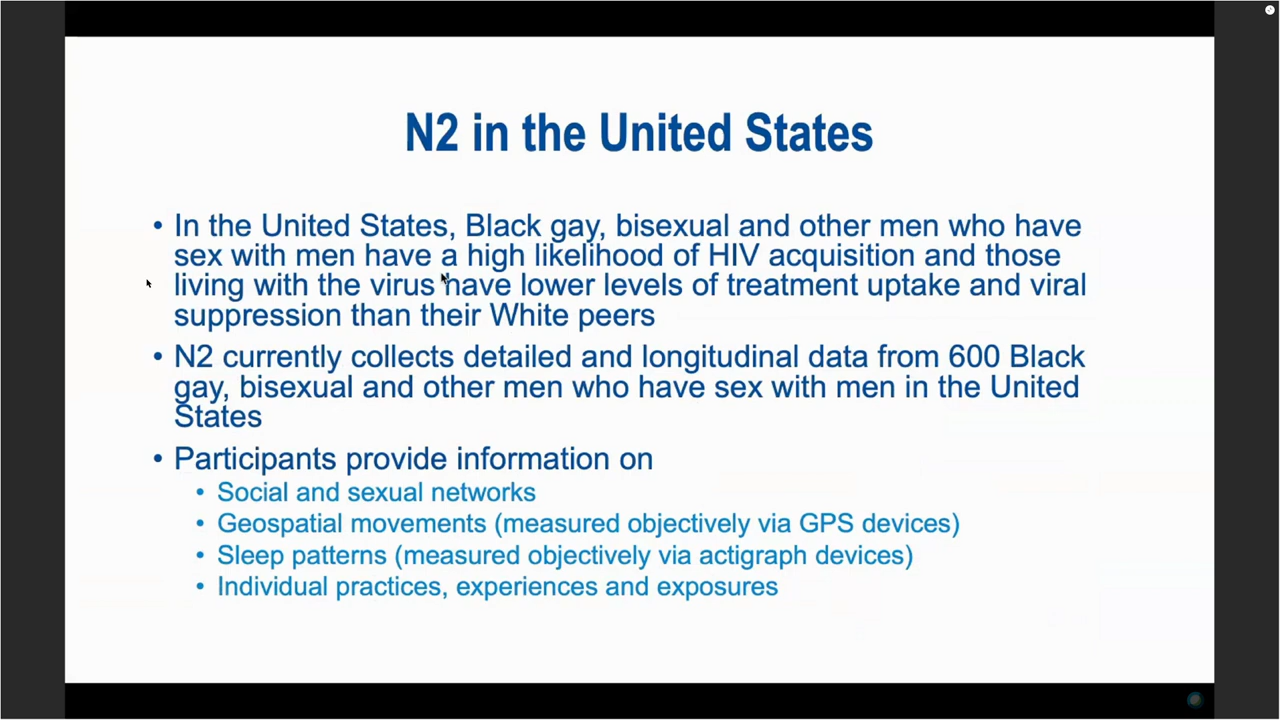 N2 in the United States
• In the United States, Black gay, bisexual and other men who have
sex with men have a high likelihood of HIV acquisition and those
living with the virus have lower levels of treatment uptake and viral
suppression than their White peers
• N2 currently collects detailed and longitudinal data from 600 Black
gay, bisexual and other men who have sex with men in the United
States
• Participants provide information on
• Social and sexual networks
• Geospatial movements (measured objectively via GPS devices)
• Sleep patterns (measured objectively via actigraph devices)
• Individual practices, experiences and exposures